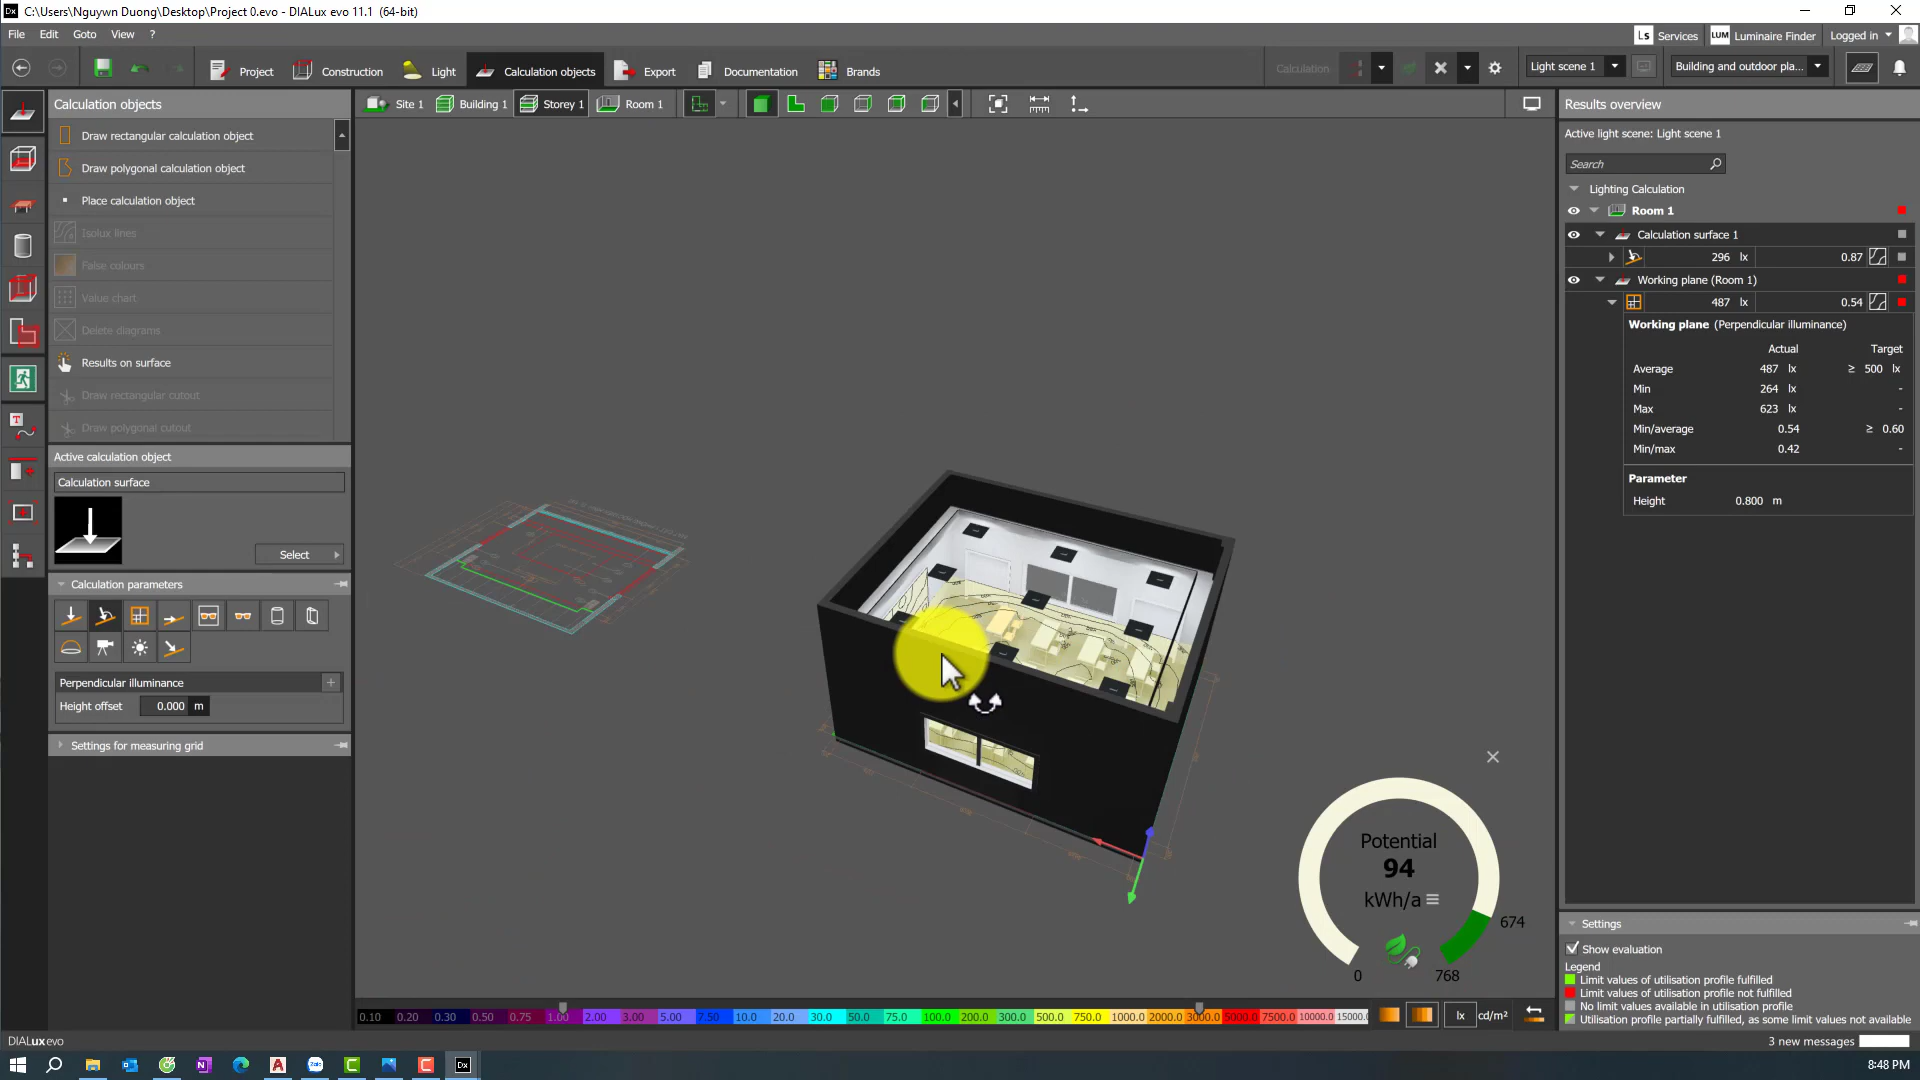 C:\Users\Nguywn Duong\Desktop\Project 0.evo - DIALux evo 11.1 (64-bit)
File Edit Goto View ?
Ls Services LUM Luminaire Finder Logged in
Project Construction Light Calculation objects Export Documentation Brands
Calculation Light scene 1 Building and outdoor pla...
Calculation objects
Site 1 Building 1 Storey 1 Room 1
Draw rectangular calculation object
Draw polygonal calculation object
Place calculation object
Isolux lines
False colours
Value chart
Delete diagrams
Results on surface
Draw rectangular cutout
Draw polygonal cutout
Active calculation object
Calculation surface
Select
Calculation parameters
Perpendicular illuminance
Height offset 0.000 m
Settings for measuring grid
Potential
94
kWh/a
674
0
768
0.10 0.20 0.30 0.50 0.75 1.00 2.00 3.00 5.00 7.50 10.0 20.0 30.0 50.0 75.0 100.0 200.0 300.0 500.0 750.0 1000.0 2000.0 3000.0 5000.0 7500.0 10000.0 15000.0 lx cd/m²
Results overview
Active light scene: Light scene 1
Search
Lighting Calculation
Room 1
Calculation surface 1
296 lx 0.87
Working plane (Room 1)
487 lx 0.54
Working plane (Perpendicular illuminance)
Actual Target
Average 487 lx ≥ 500 lx
Min 264 lx -
Max 623 lx -
Min/average 0.54 ≥ 0.60
Min/max 0.42 -
Parameter
Height 0.800 m
Settings
Show evaluation
Legend
Limit values of utilisation profile fulfilled
Limit values of utilisation profile not fulfilled
No limit values available in utilisation profile
Utilisation profile partially fulfilled, as some limit values not available
DIALux evo
3 new messages
8:48 PM